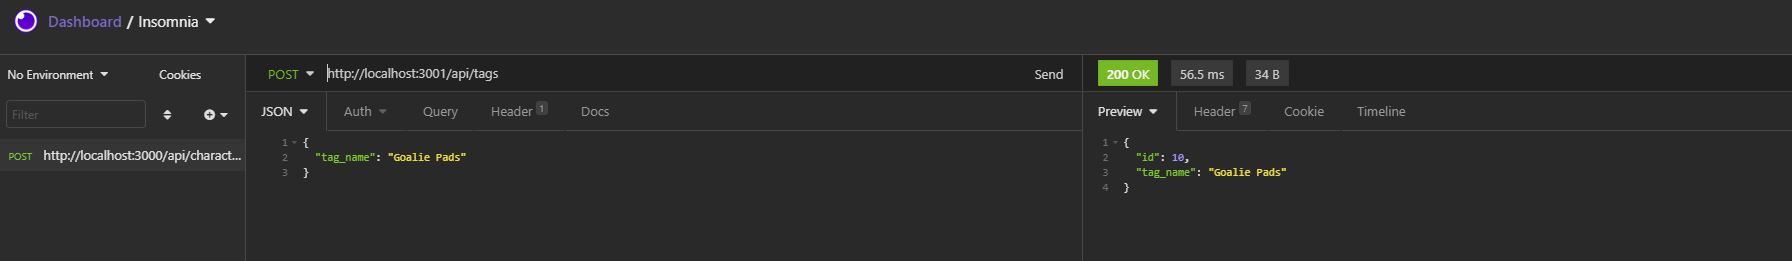 Dashboard / Insomnia
No Environment Cookies
Filter
POST http://localhost:3000/api/charact...
POST http://localhost:3001/api/tags Send
JSON Auth Query Header 1 Docs
1 {
2 "tag_name": "Goalie Pads"
3 }
200 OK 56.5 ms 34 B
Preview Header 7 Cookie Timeline
1 {
2 "id": 10,
3 "tag_name": "Goalie Pads"
4 }